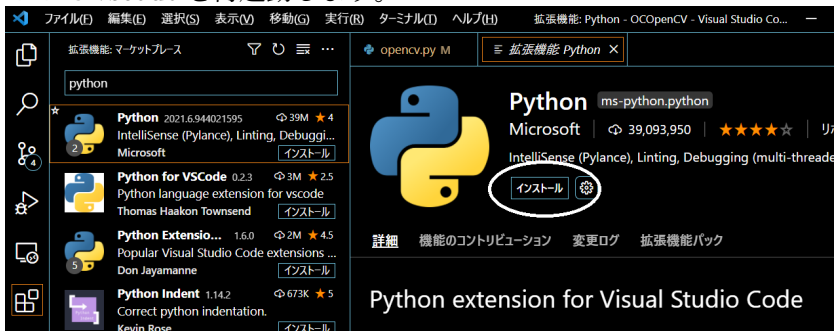 ファイル(F) 編集(E) 選択(S) 表示(V) 移動(G) 実行(R) ターミナル(T) ヘルプ(H) 拡張機能: Python - OCOpenCV - Visual Studio Co...
拡張機能: マーケットプレース
python
Python 2021.6.944021595 39M ★ 4
IntelliSense (Pylance), Linting, Debuggi...
Microsoft インストール
2
Python for VSCode 0.2.3 3M ★ 2.5
Python language extension for vscode
Thomas Haakon Townsend インストール
Python Extensio... 1.6.0 2M ★ 4.5
Popular Visual Studio Code extensions ...
Don Jayamanne インストール
5
Python Indent 1.14.2 673K ★ 5
Correct python indentation.
Kevin Rose インストール
4
opencv.py M
拡張機能: Python
Python ms-python.python
Microsoft 39,093,950 ★★★★☆
IntelliSense (Pylance), Linting, Debugging (multi-threade
インストール
詳細 機能のコントリビューション 変更ログ 拡張機能パック
Python extension for Visual Studio Code